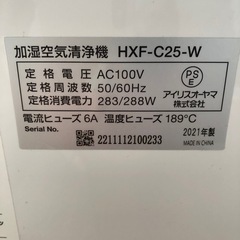 加湿空気清浄機 HXF-C25-W
定格電圧 AC100V
定格周波数 50/60Hz
定格消費電力 283/288W
PS
E
アイリスオーヤマ
株式会社
電流ヒューズ 6A 温度ヒューズ 189℃
Serial No. 2211112100233
2021年製
MADE IN CHINA